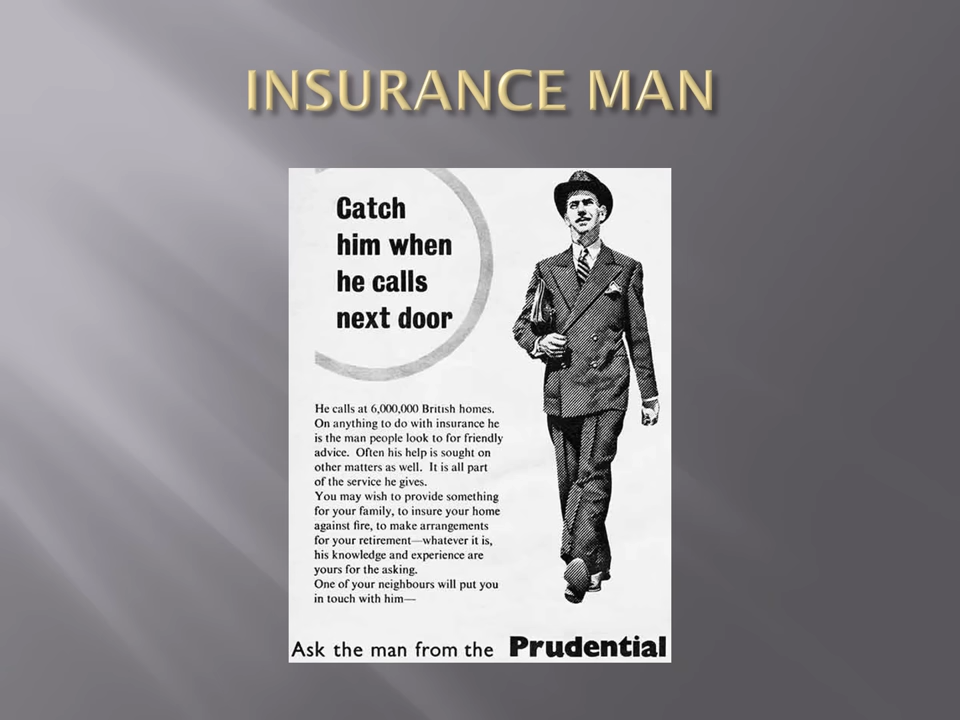 INSURANCE MAN
Catch
him when
he calls
next door
He calls at 6,000,000 British homes.
On anything to do with insurance he
is the man people look to for friendly
advice. Often his help is sought on
other matters as well. It is all part
of the service he gives.
You may wish to provide something
for your family, to insure your home
against fire, to make arrangements
for your retirement—whatever it is,
his knowledge and experience are
yours for the asking.
One of your neighbours will put you
in touch with him—
Ask the man from the Prudential